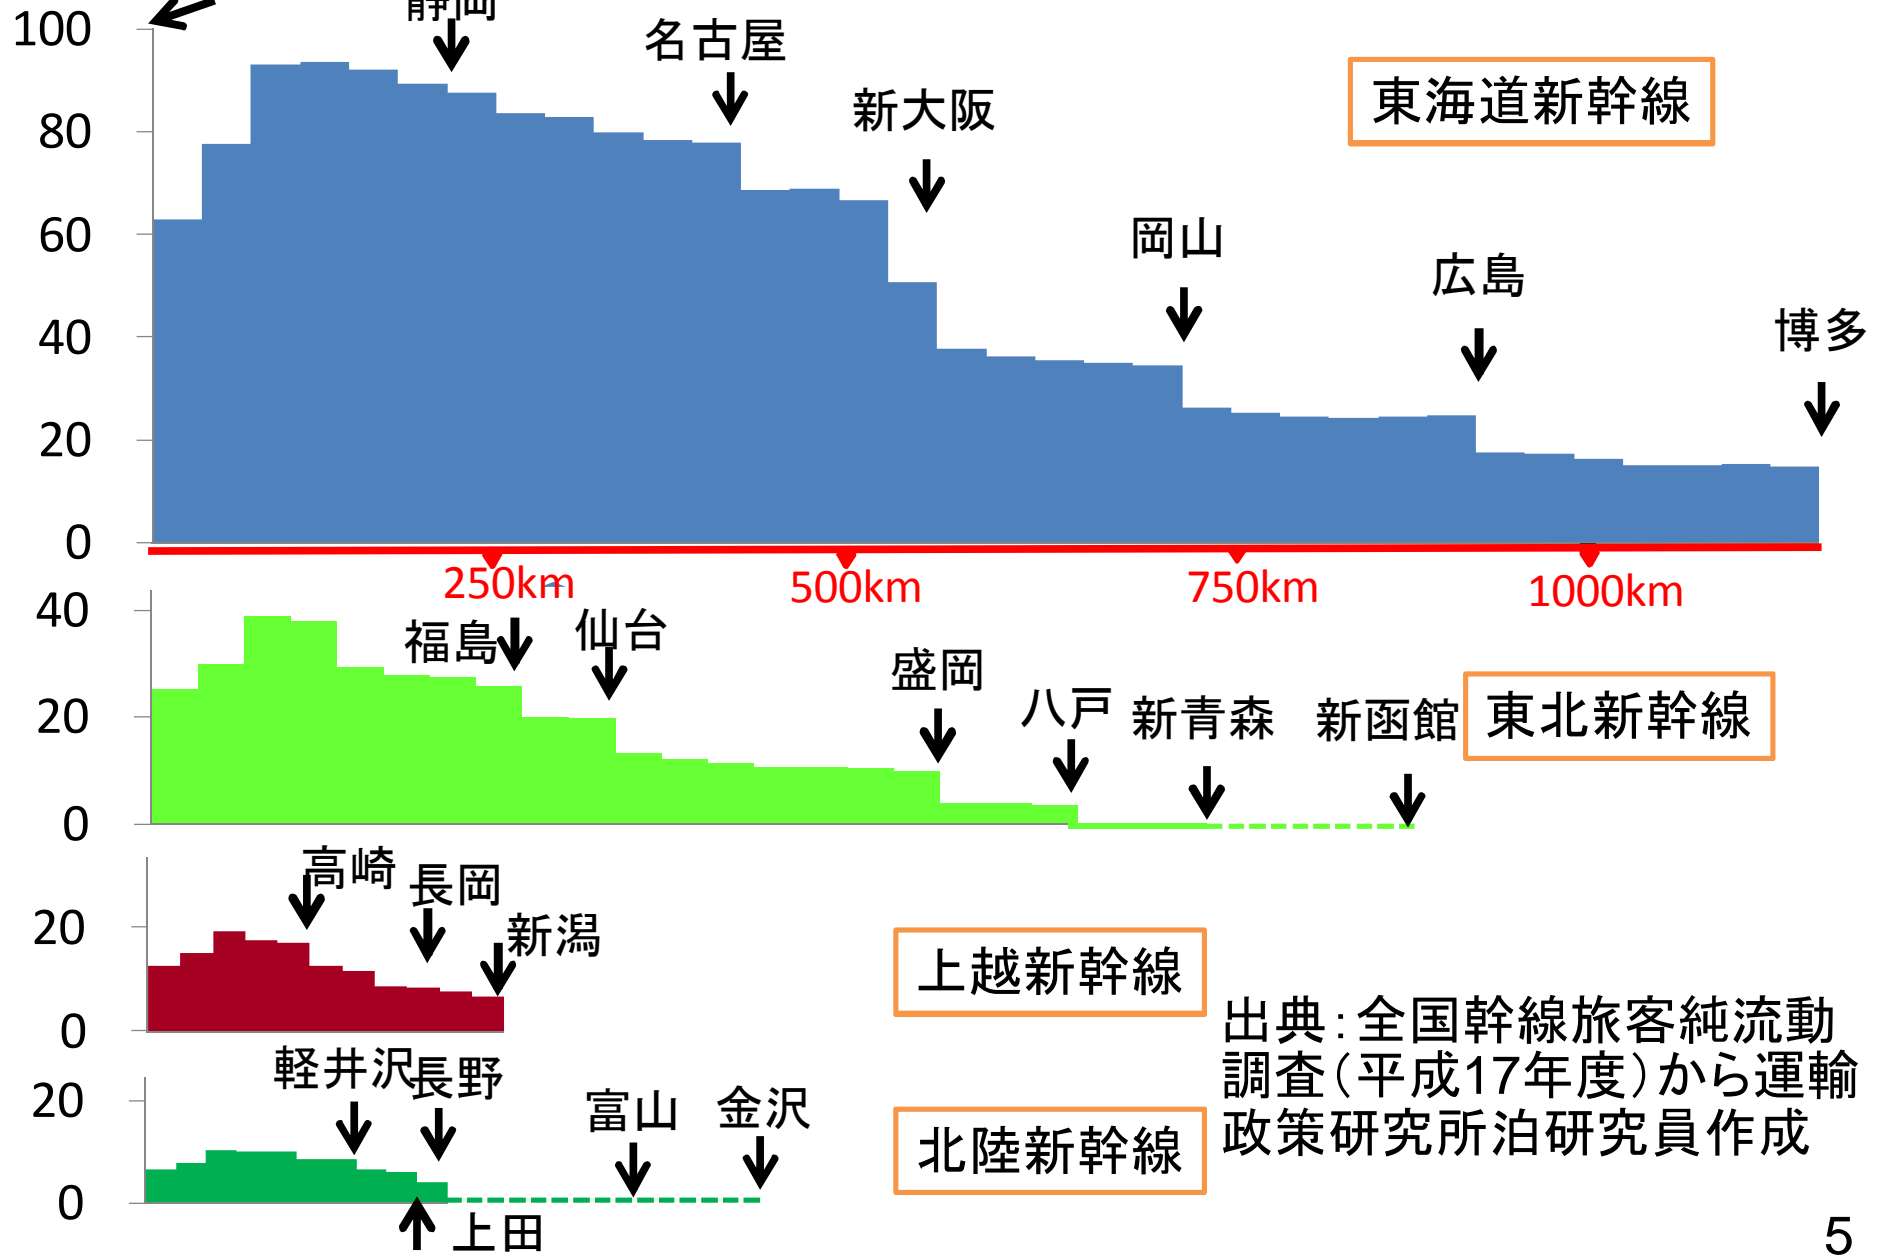 静岡
100
名古屋
東海道新幹線
80
新大阪
60
岡山
広島
40
博多
20
0
250km
500km
750km
1000km
40
福島
仙台
盛岡
八戸
新青森
新函館
東北新幹線
20
0
高崎
長岡
新潟
20
上越新幹線
0
軽井沢
長野
20
富山
金沢
北陸新幹線
0
上田
出典：全国幹線旅客純流動
調査（平成17年度）から運輸
政策研究所泊研究員作成
5